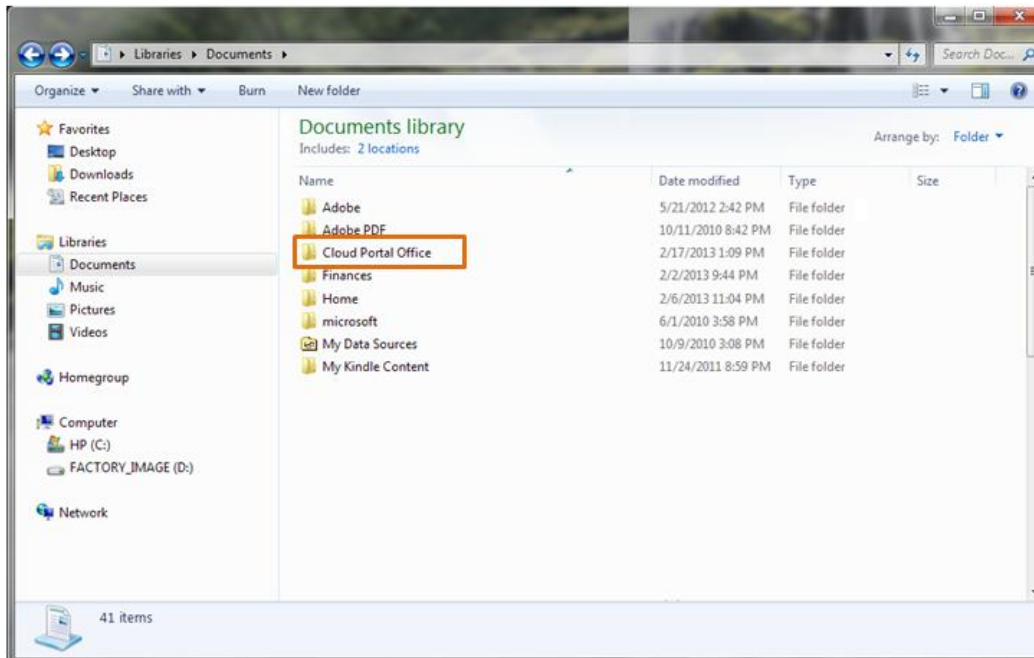 Libraries Documents
Search Doc...
Organize Share with Burn New folder
Favorites
Desktop
Downloads
Recent Places
Libraries
Documents
Music
Pictures
Videos
Homegroup
Computer
HP (C:)
FACTORY_IMAGE (D:)
Network
Documents library
Includes: 2 locations
Arrange by: Folder
Name Date modified Type Size
Adobe 5/21/2012 2:42 PM File folder
Adobe PDF 10/11/2010 8:42 PM File folder
Cloud Portal Office 2/17/2013 1:09 PM File folder
Finances 2/2/2013 9:44 PM File folder
Home 2/6/2013 11:04 PM File folder
microsoft 6/1/2010 3:58 PM File folder
My Data Sources 10/9/2010 3:08 PM File folder
My Kindle Content 11/24/2011 8:59 PM File folder
41 items